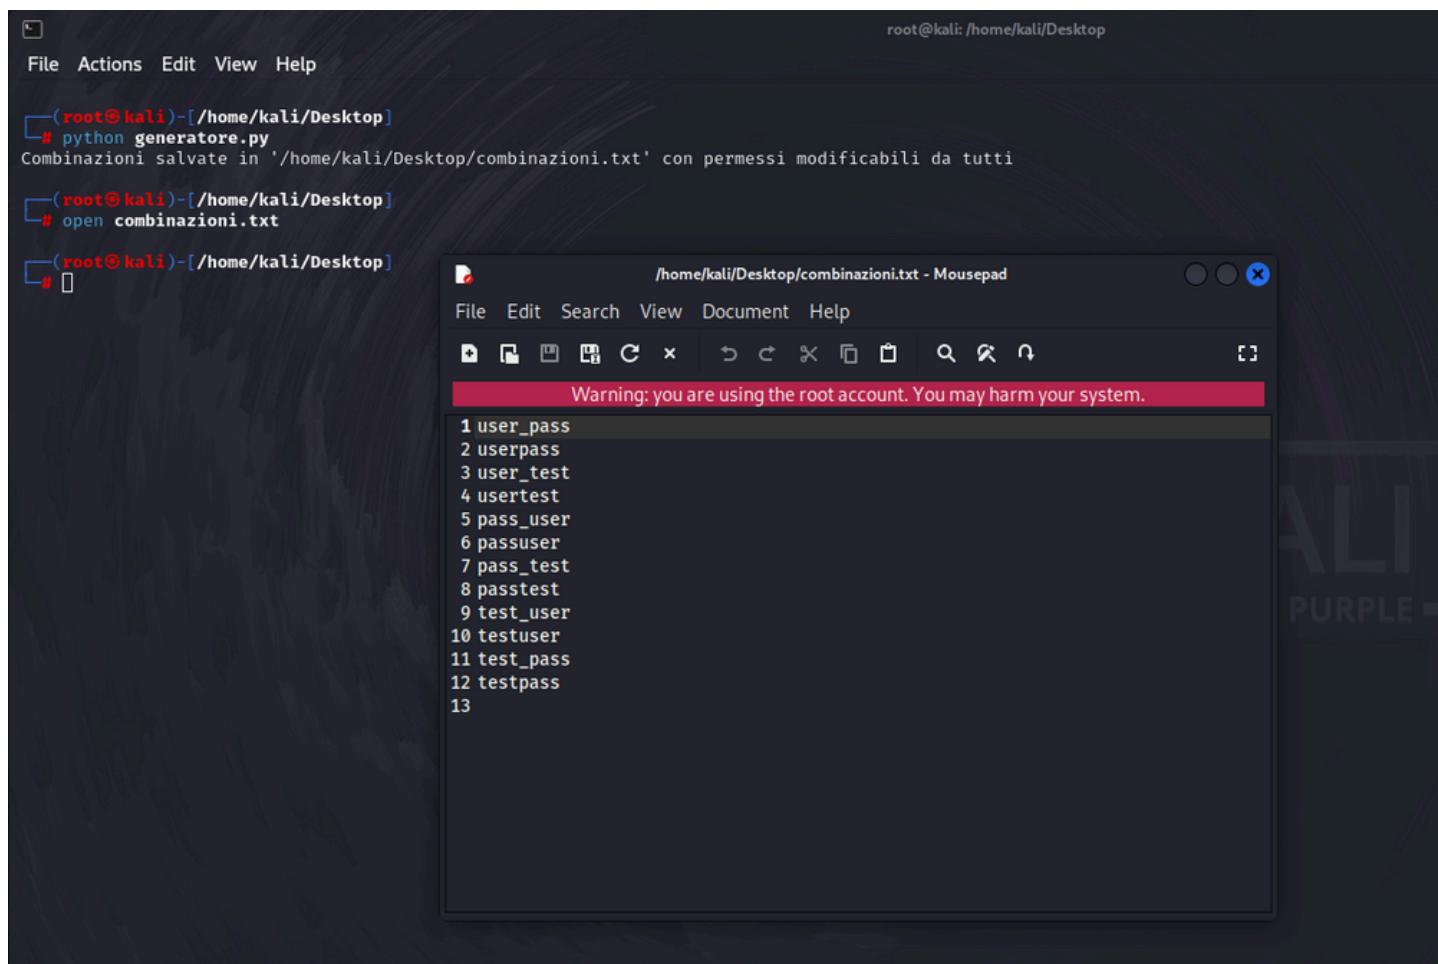 root@kali: /home/kali/Desktop
File Actions Edit View Help
┌──(root㉿kali)-[/home/kali/Desktop]
└─# python generatore.py
Combinazioni salvate in '/home/kali/Desktop/combinazioni.txt' con permessi modificabili da tutti
┌──(root㉿kali)-[/home/kali/Desktop]
└─# open combinazioni.txt
┌──(root㉿kali)-[/home/kali/Desktop]
└─#
/home/kali/Desktop/combinazioni.txt - Mousepad
File Edit Search View Document Help
Warning: you are using the root account. You may harm your system.
1 user_pass
2 userpass
3 user_test
4 usertest
5 pass_user
6 passuser
7 pass_test
8 passtest
9 test_user
10 testuser
11 test_pass
12 testpass
13
ALI
PURPLE